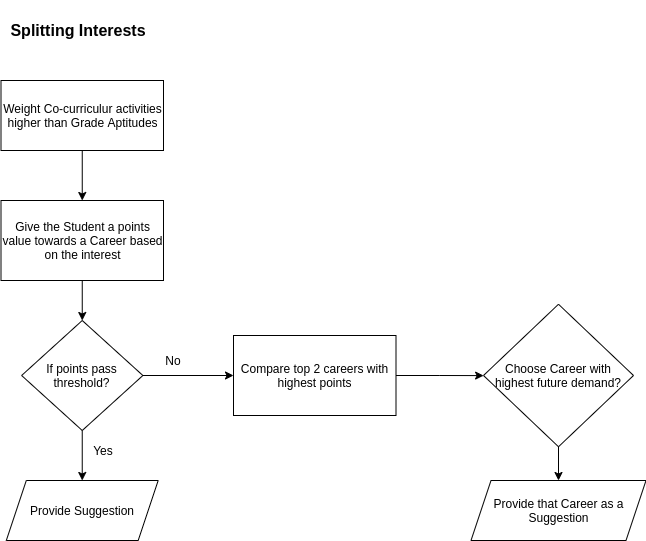 Splitting Interests
Weight Co-curriculur activities
higher than Grade Aptitudes
Give the Student a points
value towards a Career based
on the interest
If points pass
threshold?
No
Compare top 2 careers with
highest points
Choose Career with
highest future demand?
Yes
Provide Suggestion
Provide that Career as a
Suggestion